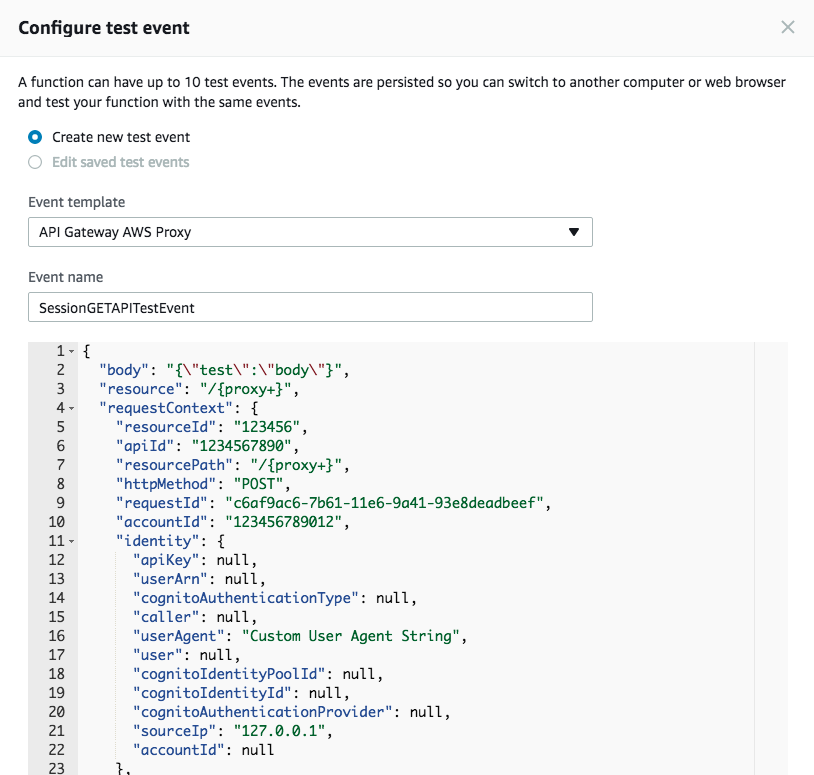 Configure test event
A function can have up to 10 test events. The events are persisted so you can switch to another computer or web browser
and test your function with the same events.
Create new test event
Edit saved test events
Event template
API Gateway AWS Proxy
Event name
SessionGETAPITestEvent
1 {
2 "body": "{\"test\":\"body\"}",
3 "resource": "/{proxy+}",
4 "requestContext": {
5 "resourceId": "123456",
6 "apiId": "1234567890",
7 "resourcePath": "/{proxy+}",
8 "httpMethod": "POST",
9 "requestId": "c6af9ac6-7b61-11e6-9a41-93e8deadbeef",
10 "accountId": "123456789012",
11 "identity": {
12 "apiKey": null,
13 "userArn": null,
14 "cognitoAuthenticationType": null,
15 "caller": null,
16 "userAgent": "Custom User Agent String",
17 "user": null,
18 "cognitoIdentityPoolId": null,
19 "cognitoIdentityId": null,
20 "cognitoAuthenticationProvider": null,
21 "sourceIp": "127.0.0.1",
22 "accountId": null
23 },